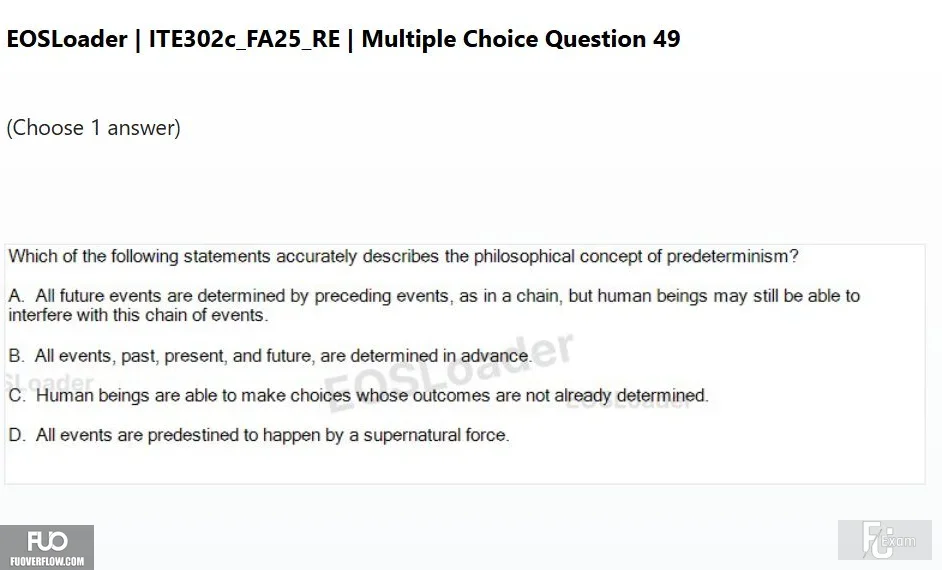 EOSLoader | ITE302c_FA25_RE | Multiple Choice Question 49
(Choose 1 answer)
Which of the following statements accurately describes the philosophical concept of predeterminism?
A. All future events are determined by preceding events, as in a chain, but human beings may still be able to
interfere with this chain of events.
B. All events, past, present, and future, are determined in advance.
C. Human beings are able to make choices whose outcomes are not already determined.
D. All events are predestined to happen by a supernatural force.
EOSLoader
SLoader
EOSLoader
FUO
FUOVERFLOW.COM
Exam